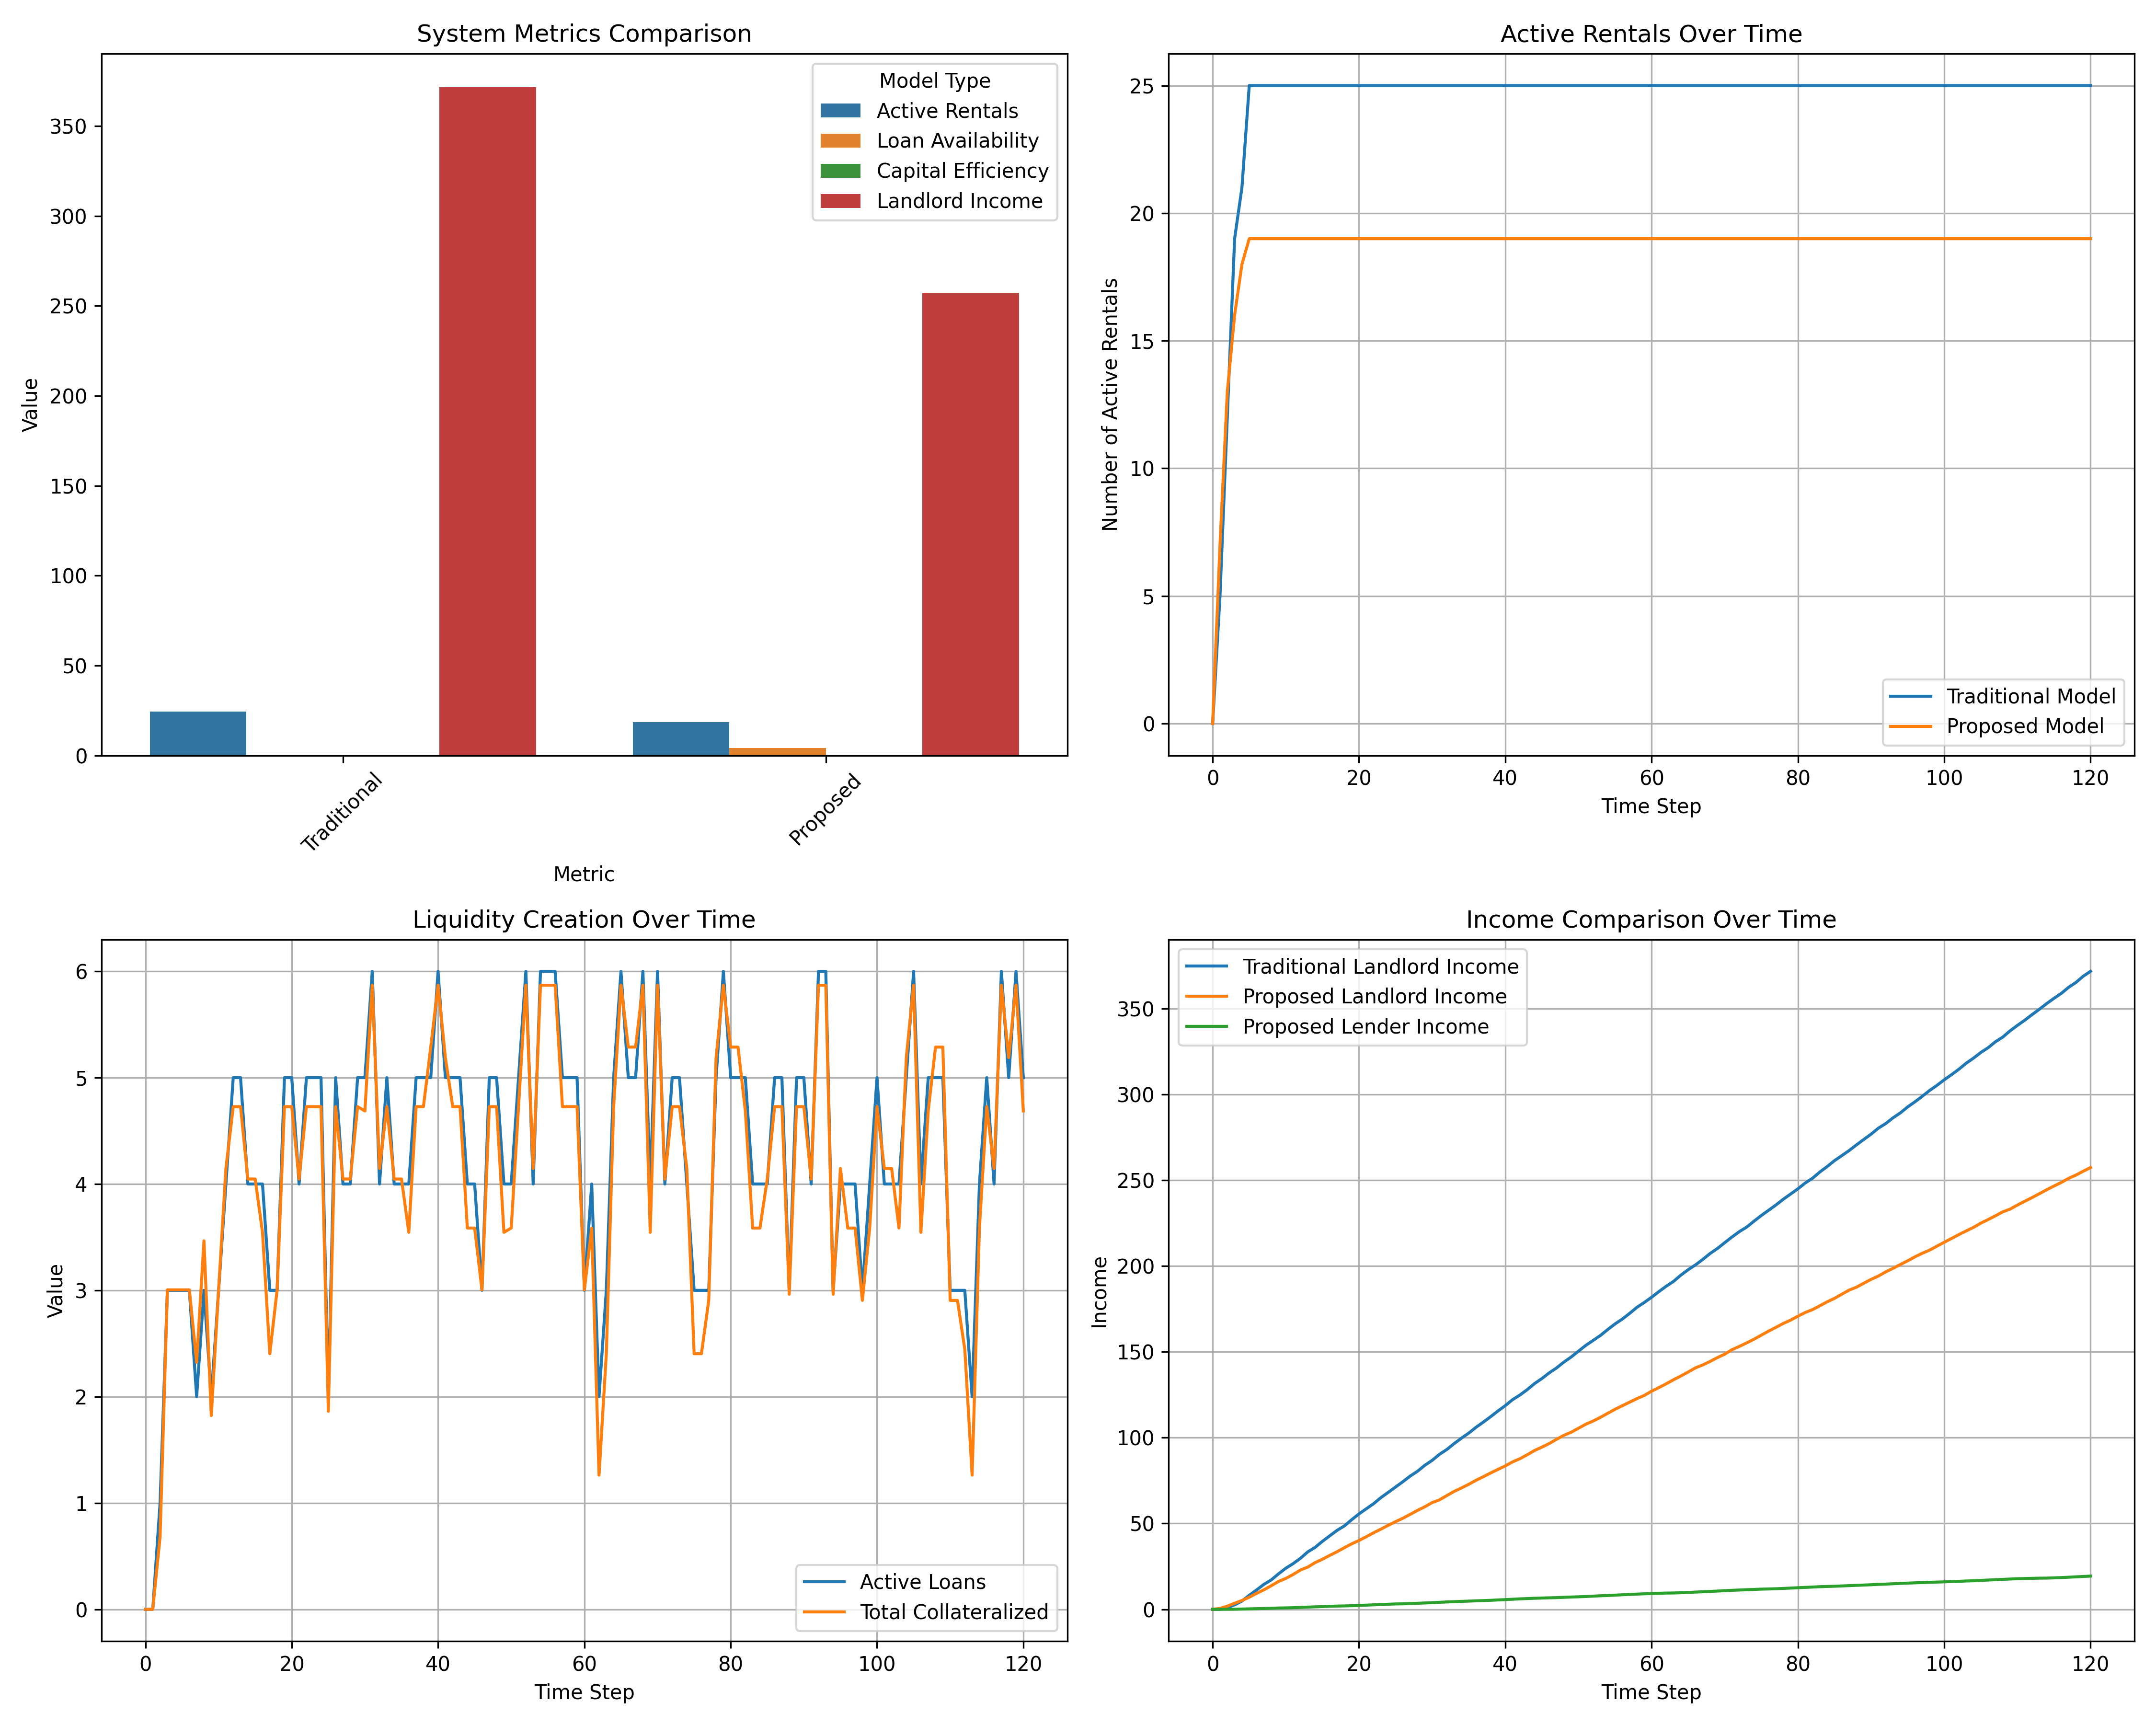 System Metrics Comparison
Value
350
300
250
200
150
100
50
0
Model Type
Active Rentals
Loan Availability
Capital Efficiency
Landlord Income
Traditional
Proposed
Metric
Active Rentals Over Time
Number of Active Rentals
25
20
15
10
5
0
Traditional Model
Proposed Model
0 20 40 60 80 100 120
Time Step
Liquidity Creation Over Time
Value
6
5
4
3
2
1
0
Active Loans
Total Collateralized
0 20 40 60 80 100 120
Time Step
Income Comparison Over Time
Income
Traditional Landlord Income
Proposed Landlord Income
Proposed Lender Income
350
300
250
200
150
100
50
0
0 20 40 60 80 100 120
Time Step